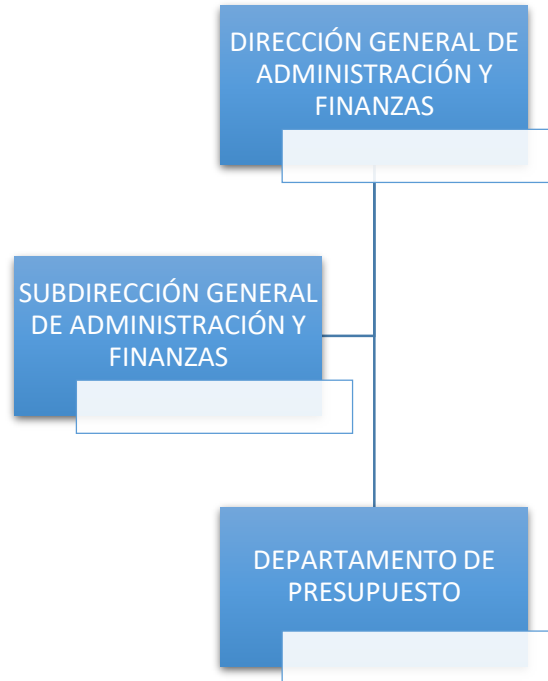 DIRECCIÓN GENERAL DE
ADMINISTRACIÓN Y
FINANZAS
SUBDIRECCIÓN GENERAL
DE ADMINISTRACIÓN Y
FINANZAS
DEPARTAMENTO DE
PRESUPUESTO